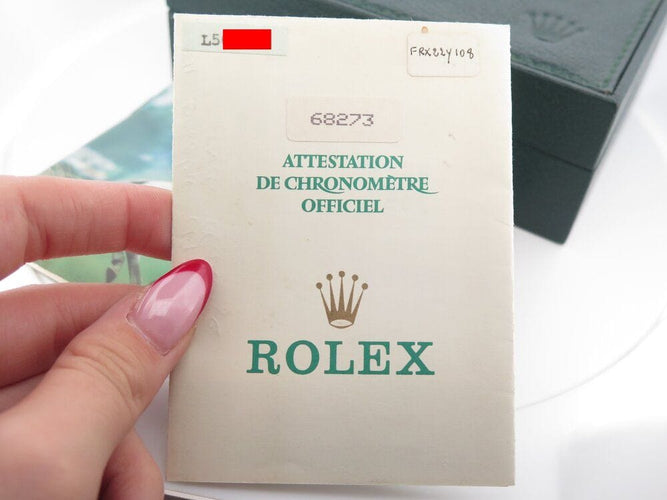 L5
FRX22Y108
68273
ATTESTATION
DE CHRONOMÈTRE
OFFICIEL
ROLEX